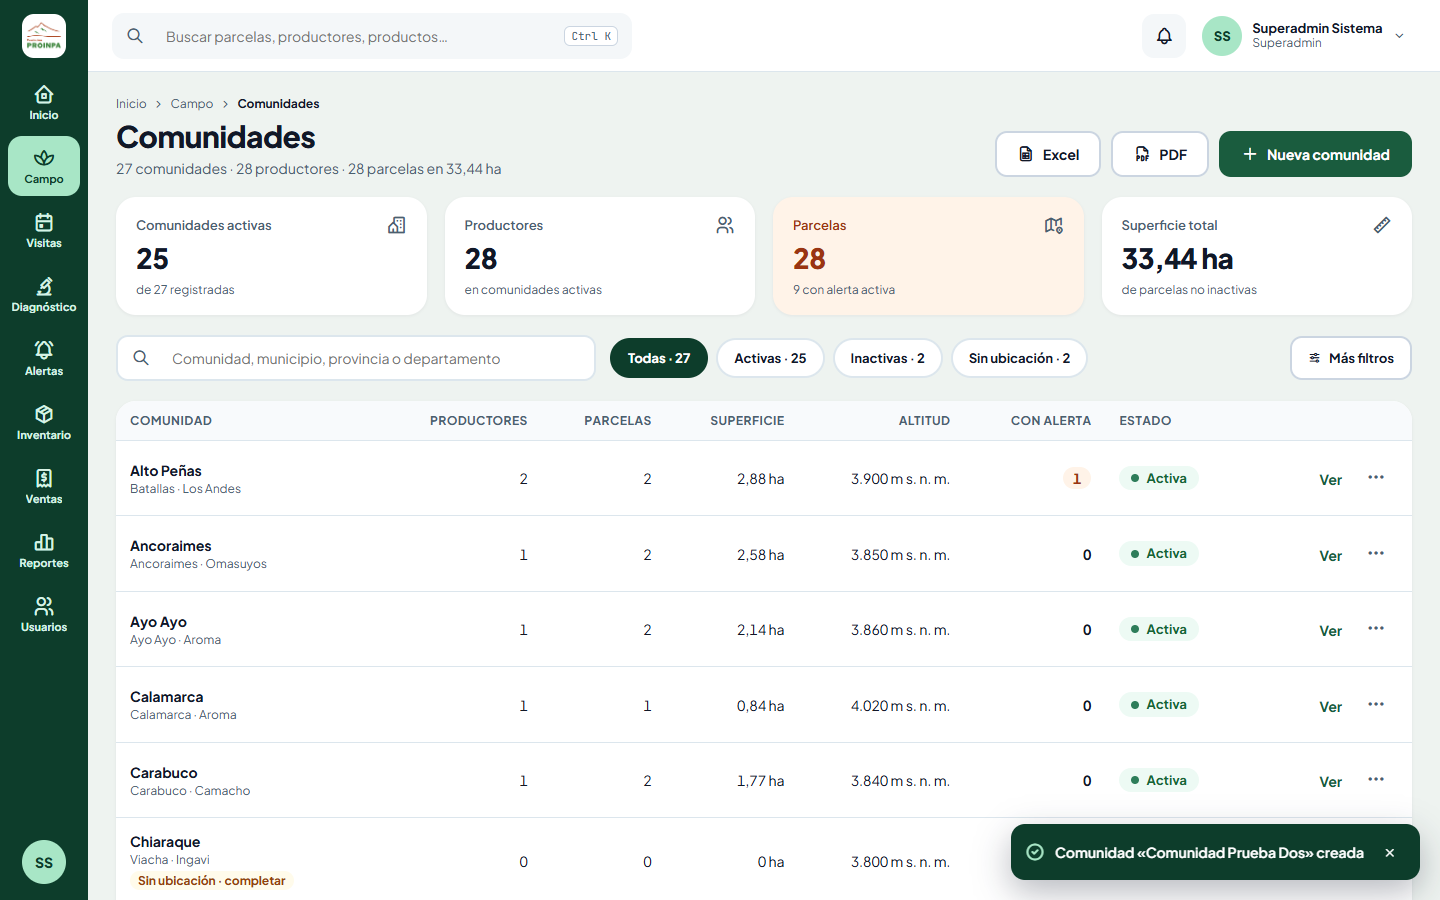 Buscar parcelas, productores, productos...
Ctrl K
SS
Superadmin Sistema
Superadmin
PROINPA
Inicio
Campo
Visitas
Diagnóstico
Alertas
Inventario
Ventas
Reportes
Usuarios
SS
Inicio > Campo > Comunidades
Comunidades
27 comunidades · 28 productores · 28 parcelas en 33,44 ha
Excel
PDF
+ Nueva comunidad
Comunidades activas
25
de 27 registradas
Productores
28
en comunidades activas
Parcelas
28
9 con alerta activa
Superficie total
33,44 ha
de parcelas no inactivas
Comunidad, municipio, provincia o departamento
Todas · 27
Activas · 25
Inactivas · 2
Sin ubicación · 2
Más filtros
COMUNIDAD PRODUCTORES PARCELAS SUPERFICIE ALTITUD CON ALERTA ESTADO
Alto Peñas
Batallas · Los Andes
2 2 2,88 ha 3.900 m s. n. m. 1 Activa Ver ···
Ancoraimes
Ancoraimes · Omasuyos
1 2 2,58 ha 3.850 m s. n. m. 0 Activa Ver ···
Ayo Ayo
Ayo Ayo · Aroma
1 2 2,14 ha 3.860 m s. n. m. 0 Activa Ver ···
Calamarca
Calamarca · Aroma
1 1 0,84 ha 4.020 m s. n. m. 0 Activa Ver ···
Carabuco
Carabuco · Camacho
1 2 1,77 ha 3.840 m s. n. m. 0 Activa Ver ···
Chiaraque
Viacha · Ingavi
Sin ubicación · completar
0 0 0 ha 3.800 m s. n. m.
Comunidad «Comunidad Prueba Dos» creada ×